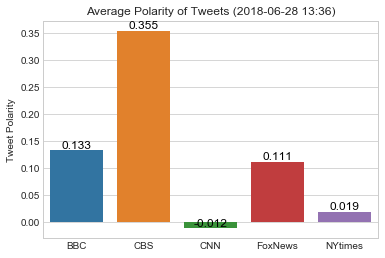 Average Polarity of Tweets (2018-06-28 13:36)
Tweet Polarity
0.35
0.30
0.25
0.20
0.15
0.10
0.05
0.00
0.133
0.355
-0.012
0.111
0.019
BBC
CBS
CNN
FoxNews
NYtimes